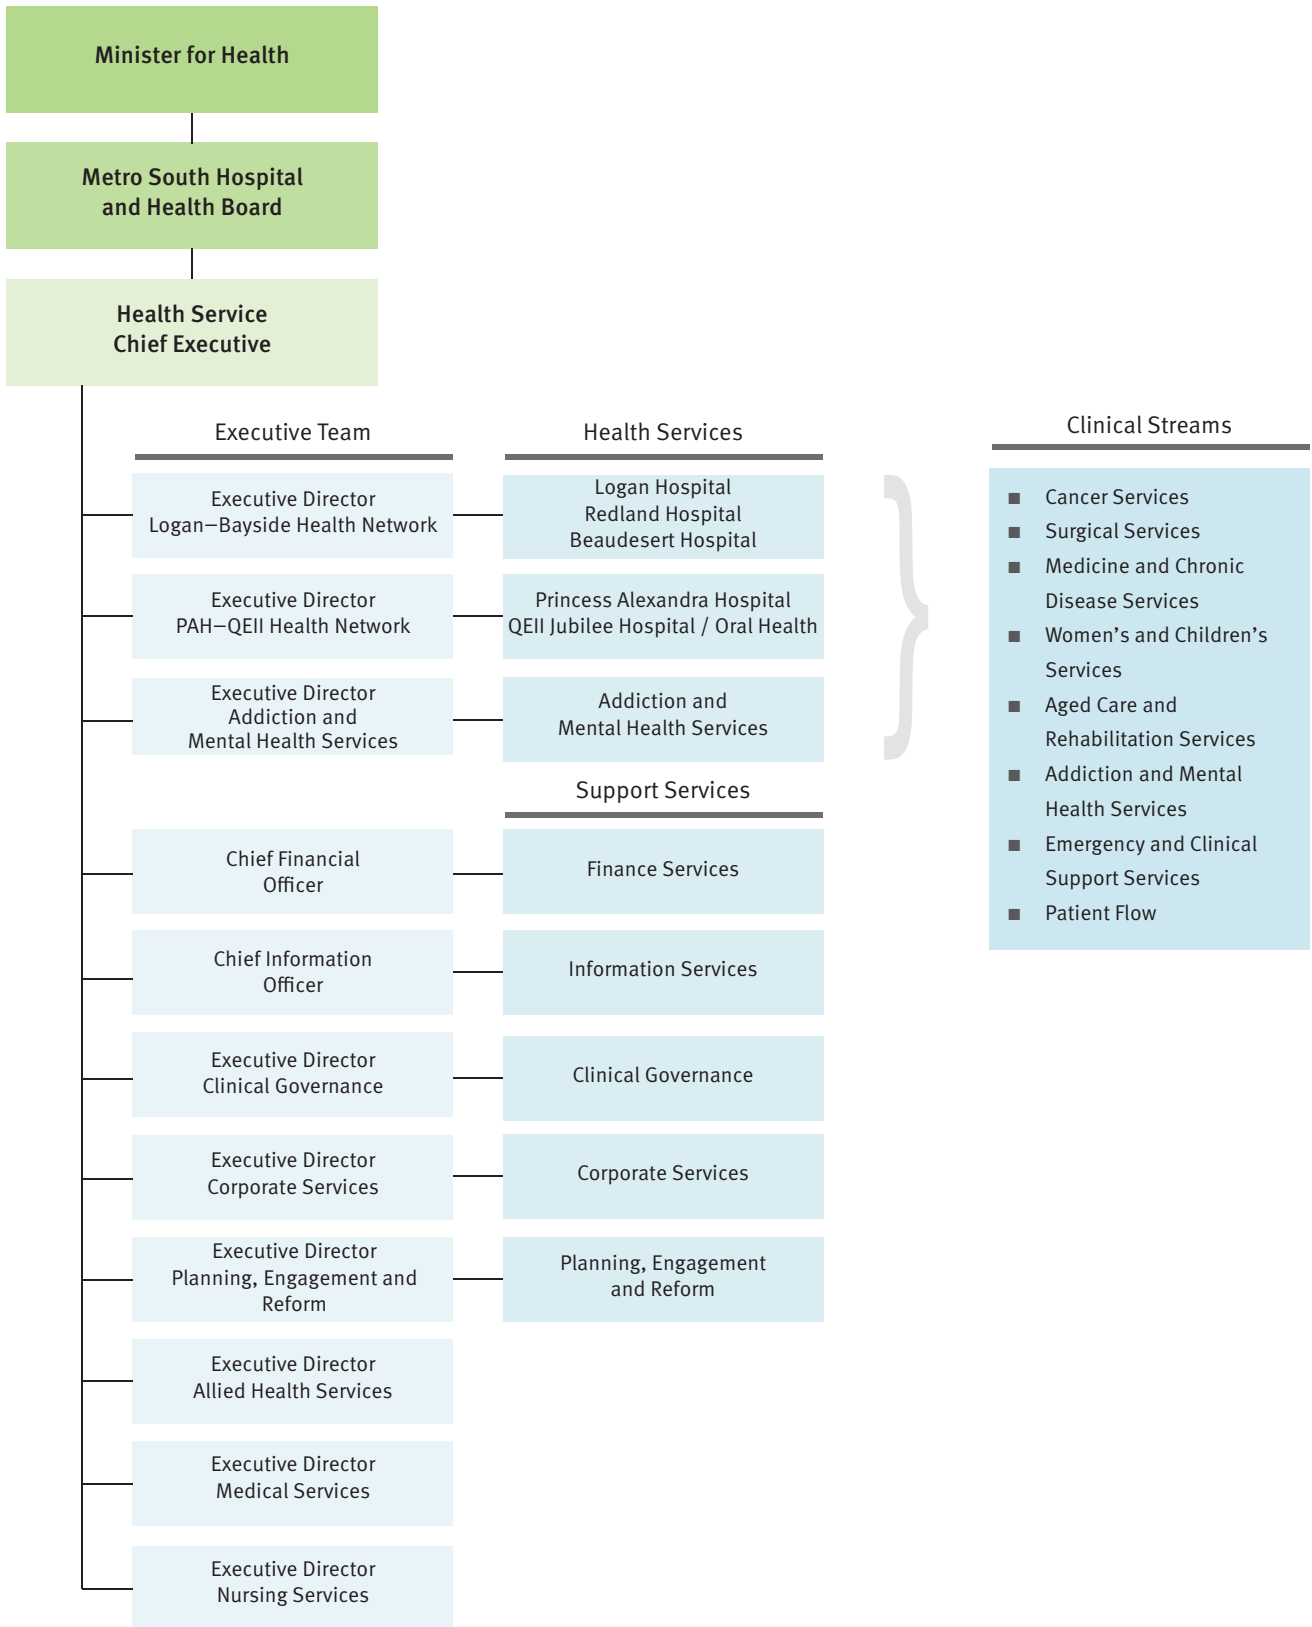 Minister for Health
Metro South Hospital
and Health Board
Health Service
Chief Executive
Executive Team
Health Services
Clinical Streams
Executive Director
Logan–Bayside Health Network
Logan Hospital
Redland Hospital
Beaudesert Hospital
Executive Director
PAH–QEII Health Network
Princess Alexandra Hospital
QEII Jubilee Hospital / Oral Health
Executive Director
Addiction and
Mental Health Services
Addiction and
Mental Health Services
■ Cancer Services
■ Surgical Services
■ Medicine and Chronic
Disease Services
■ Women’s and Children’s
Services
■ Aged Care and
Rehabilitation Services
■ Addiction and Mental
Health Services
■ Emergency and Clinical
Support Services
■ Patient Flow
Support Services
Chief Financial
Officer
Finance Services
Chief Information
Officer
Information Services
Executive Director
Clinical Governance
Clinical Governance
Executive Director
Corporate Services
Corporate Services
Executive Director
Planning, Engagement and
Reform
Planning, Engagement
and Reform
Executive Director
Allied Health Services
Executive Director
Medical Services
Executive Director
Nursing Services